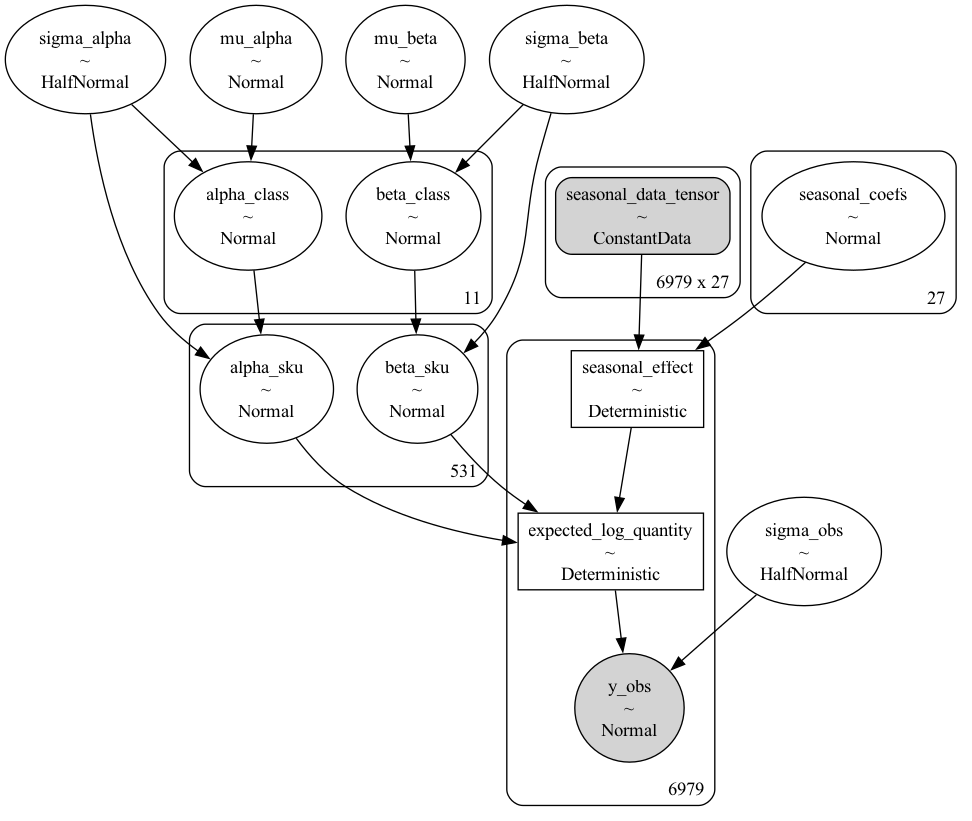 sigma_alpha
~
HalfNormal
mu_alpha
~
Normal
mu_beta
~
Normal
sigma_beta
~
HalfNormal
alpha_class
~
Normal
beta_class
~
Normal
11
seasonal_data_tensor
~
ConstantData
6979 x 27
seasonal_coefs
~
Normal
27
alpha_sku
~
Normal
beta_sku
~
Normal
531
seasonal_effect
~
Deterministic
expected_log_quantity
~
Deterministic
sigma_obs
~
HalfNormal
y_obs
~
Normal
6979